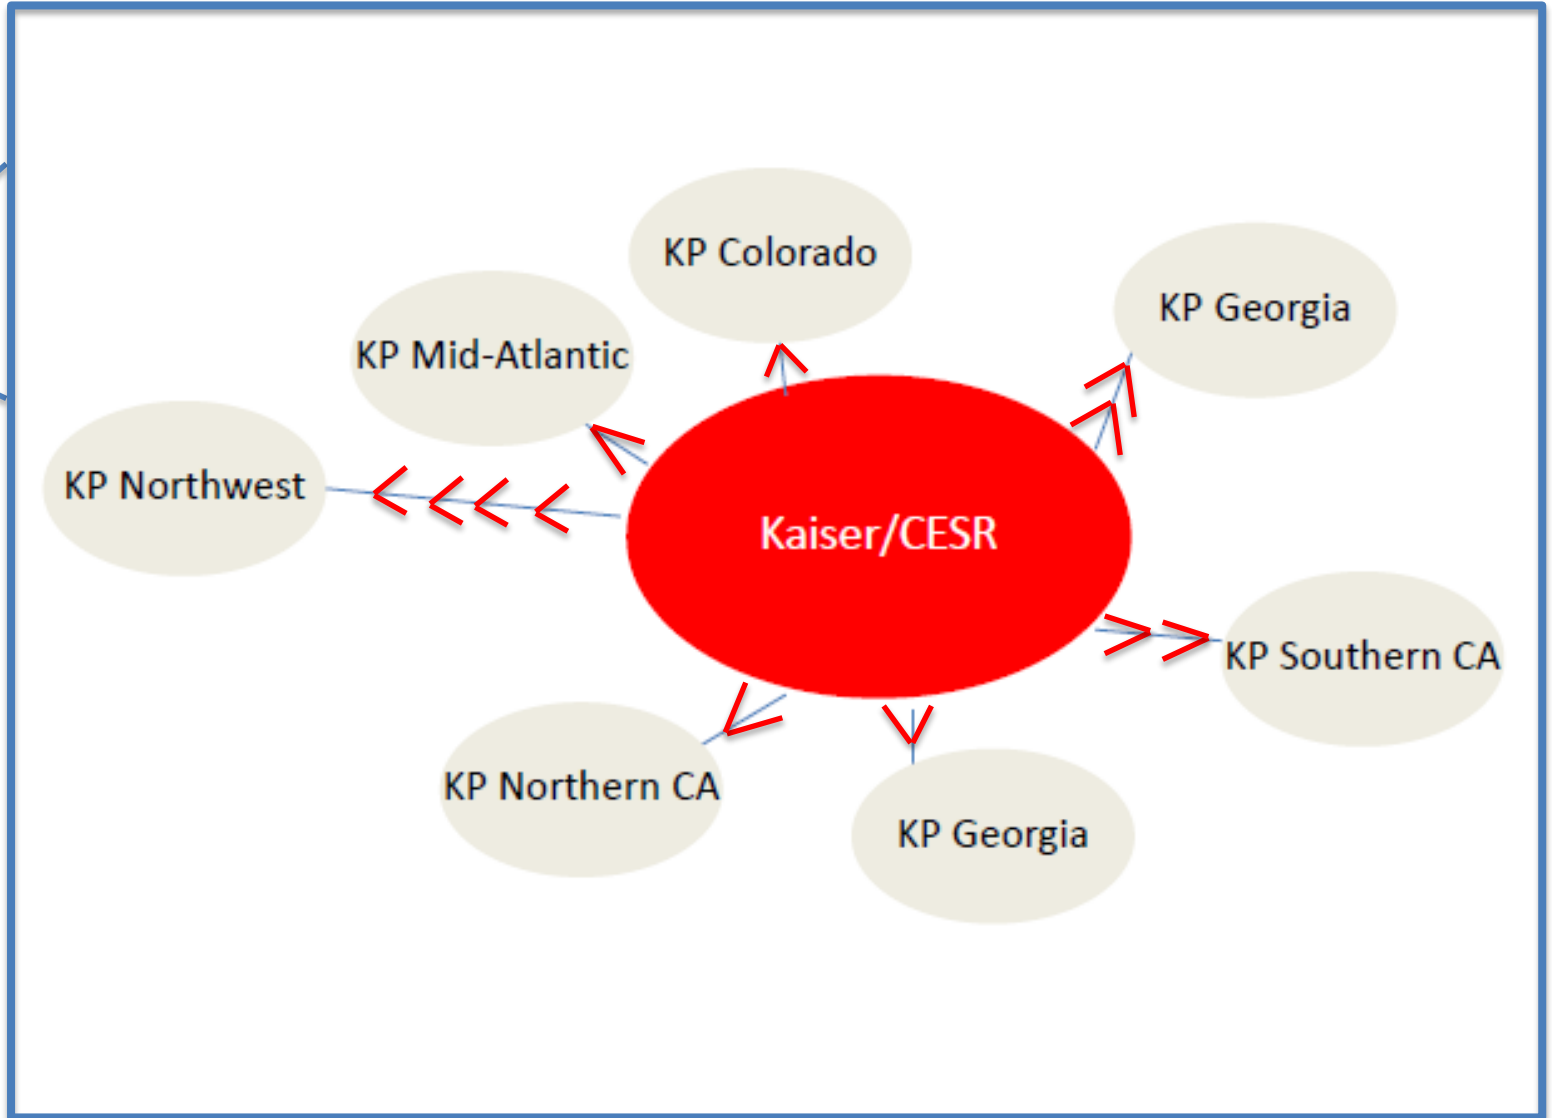 KP Colorado
KP Georgia
KP Mid-Atlantic
KP Northwest
Kaiser/CESR
KP Southern CA
KP Northern CA
KP Georgia